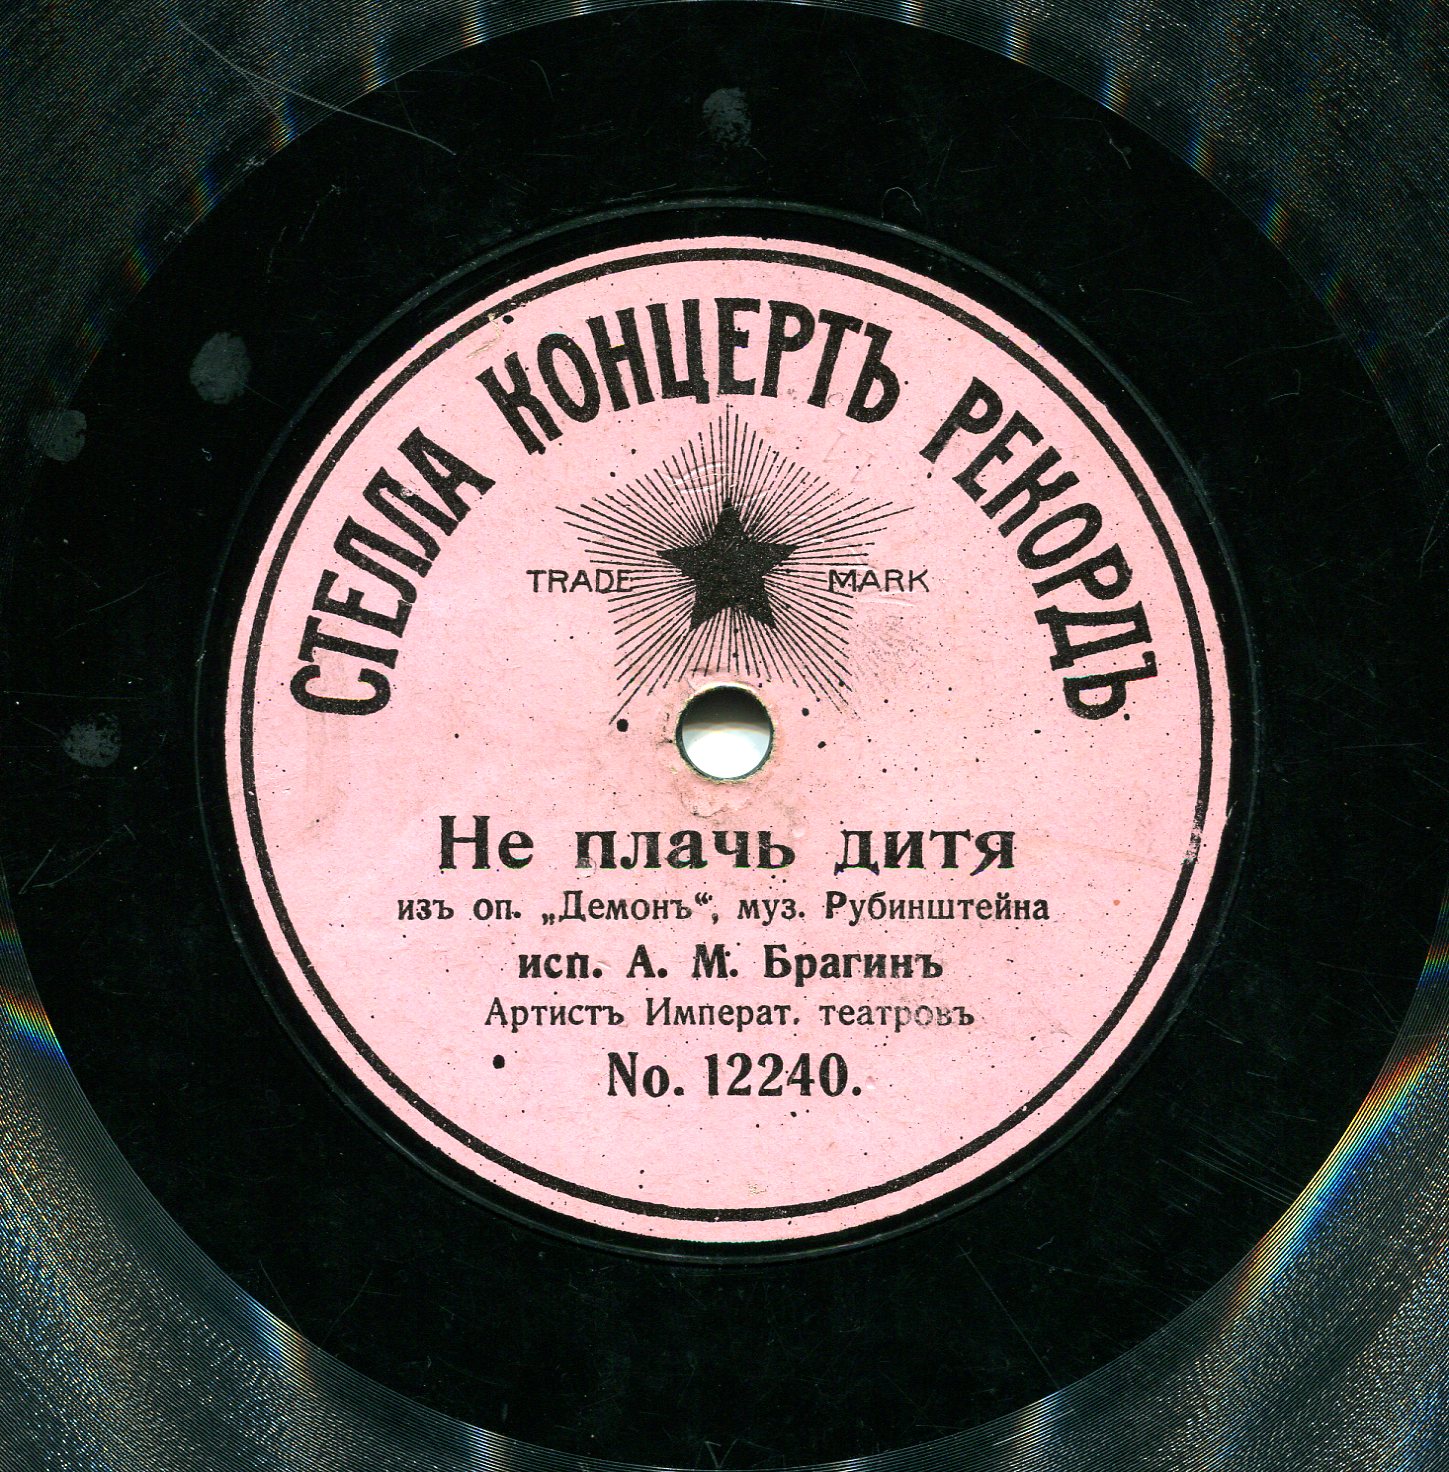 СТЕЛЛА КОНЦЕРТЪ РЕКОРДЪ
TRADE MARK
Не плачь дитя
изъ оп. „Демонъ“, муз. Рубинштейна
исп. А. М. Брагинъ
Артистъ Императ. театровъ
No. 12240.